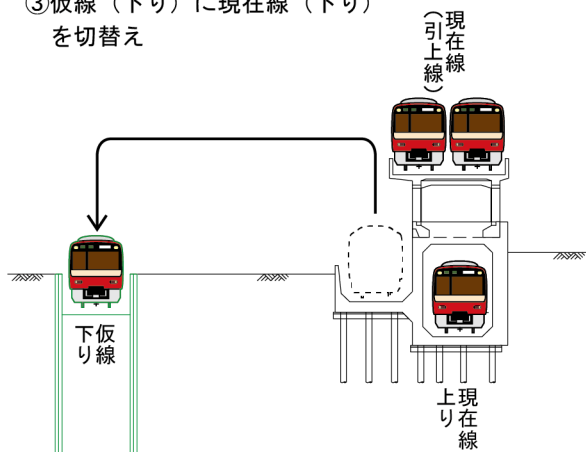 ③仮線（下り）に現在線（下り）
を切替え
現在線
（引上線）
仮線
下り
現在線
上り